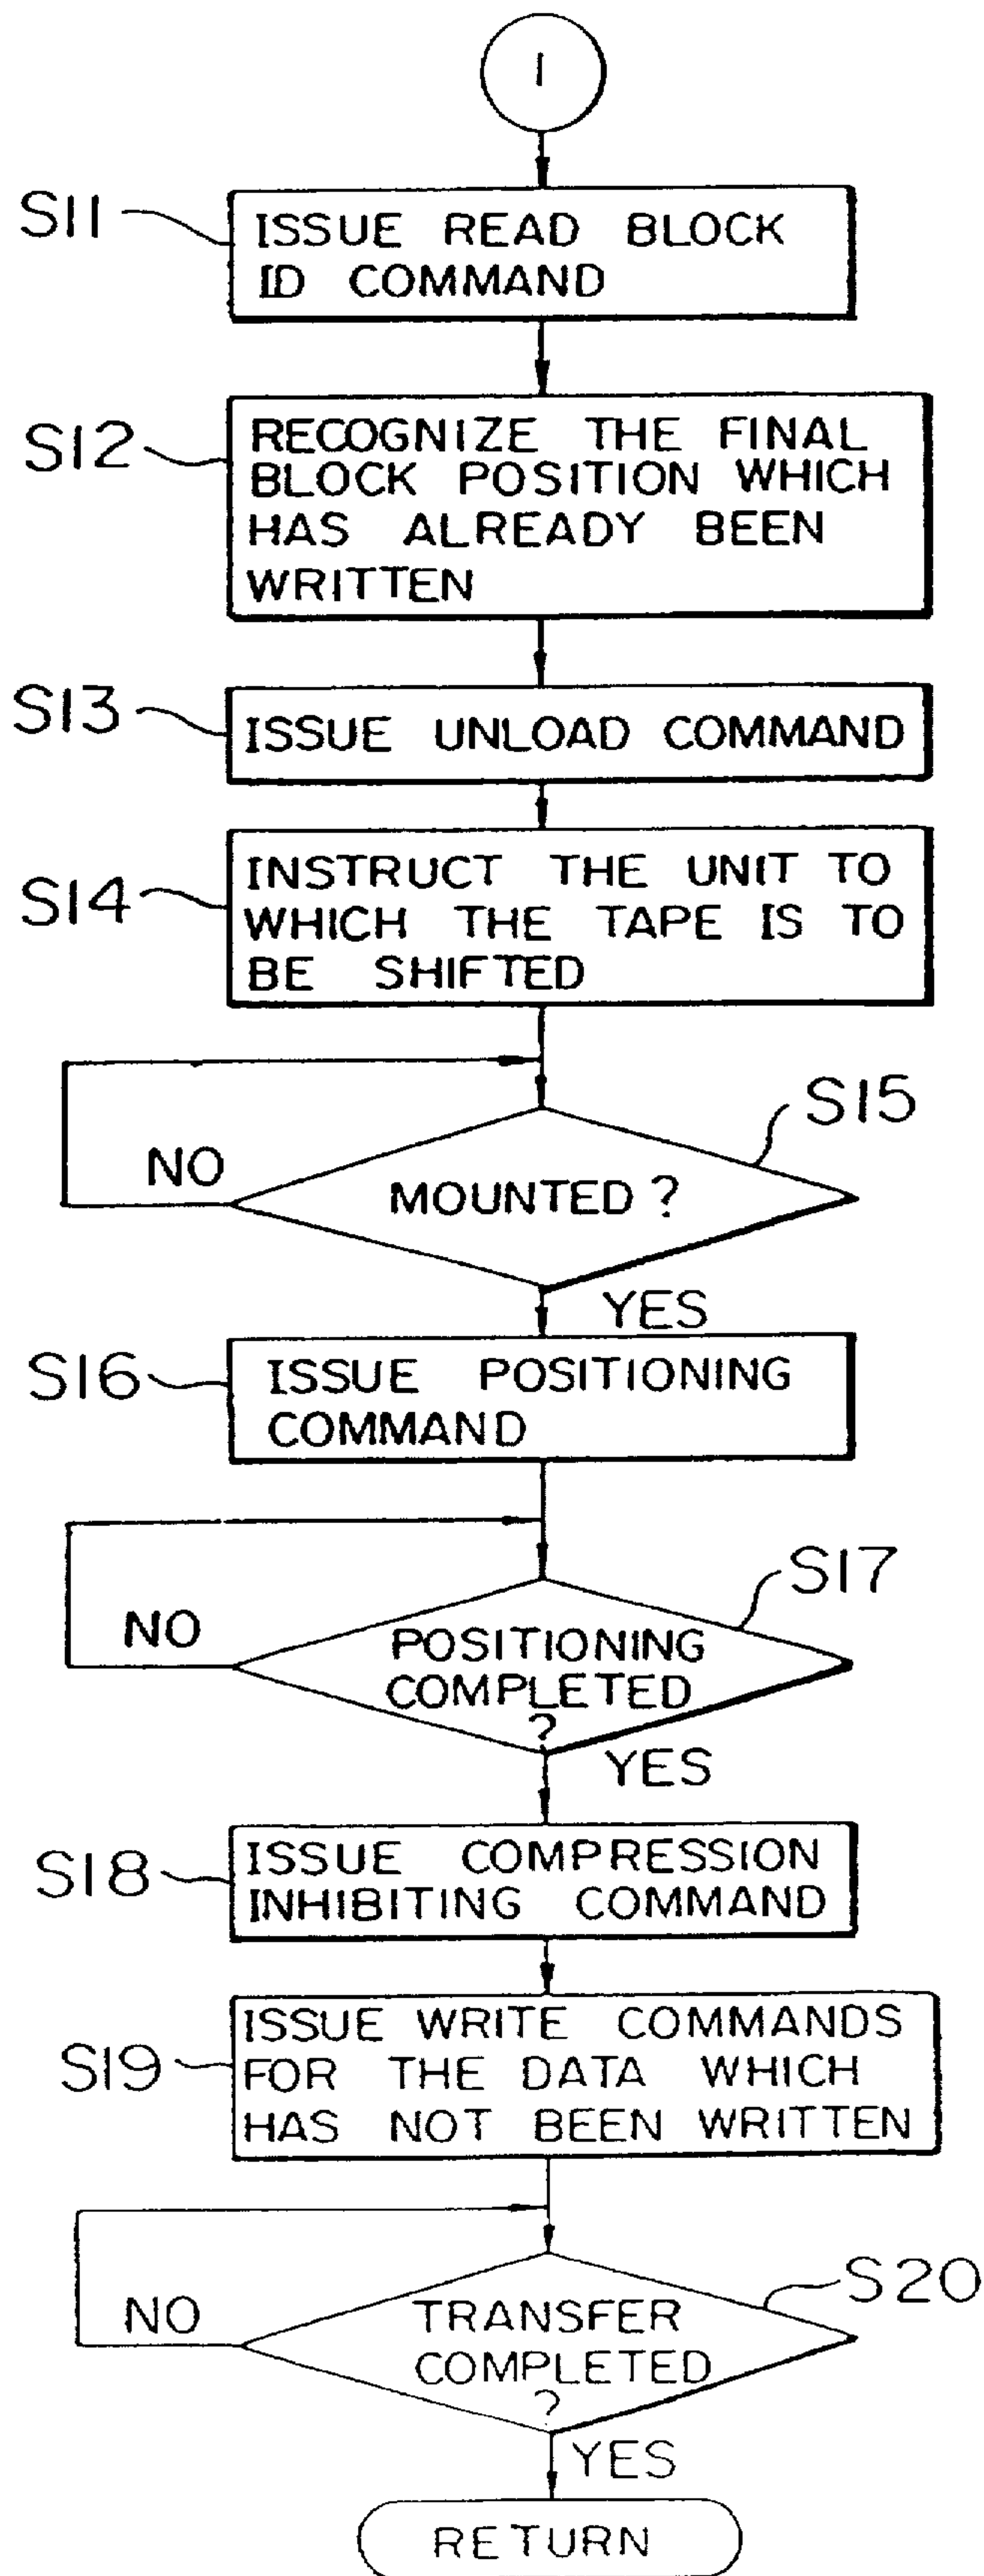 1
S11
ISSUE READ BLOCK
ID COMMAND
S12
RECOGNIZE THE FINAL
BLOCK POSITION WHICH
HAS ALREADY BEEN
WRITTEN
S13
ISSUE UNLOAD COMMAND
S14
INSTRUCT THE UNIT TO
WHICH THE TAPE IS TO
BE SHIFTED
S15
NO
MOUNTED ?
YES
S16
ISSUE POSITIONING
COMMAND
S17
NO
POSITIONING
COMPLETED
?
YES
S18
ISSUE COMPRESSION
INHIBITING COMMAND
S19
ISSUE WRITE COMMANDS
FOR THE DATA WHICH
HAS NOT BEEN WRITTEN
S20
NO
TRANSFER
COMPLETED
?
YES
RETURN